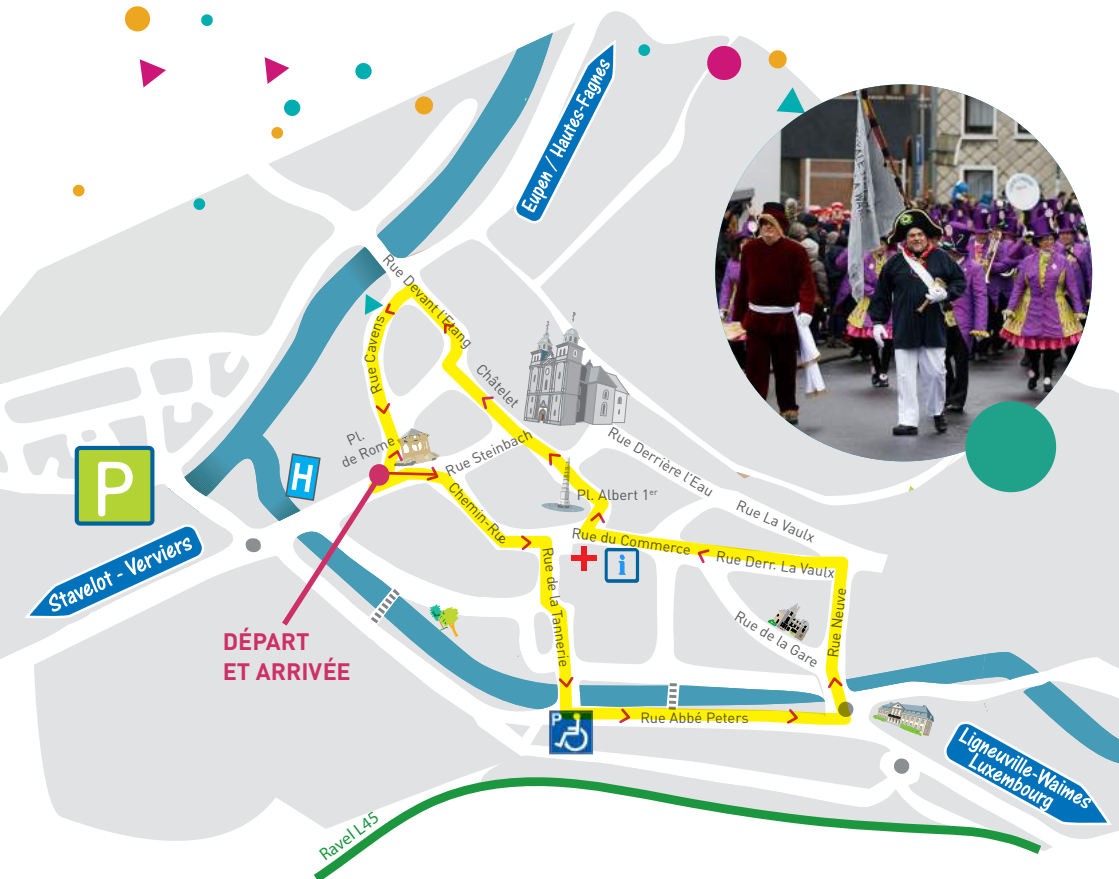 Eupen / Hautes-Fagnes
Rue Devant l'Etang
Rue Cavens
Châtelet
Pl.
de Rome
Rue Steinbach
Rue Derrière l'Eau
H
P
Chemin-Rue
Pl. Albert 1er
Rue La Vaulx
Rue du Commerce
Rue Derr. La Vaulx
i
Stavelot - Verviers
Rue de la Tannerie
Rue Neuve
Rue de la Gare
DÉPART
ET ARRIVÉE
P
Rue Abbé Peters
Ligneuville-Waimes
Luxembourg
Ravel L45